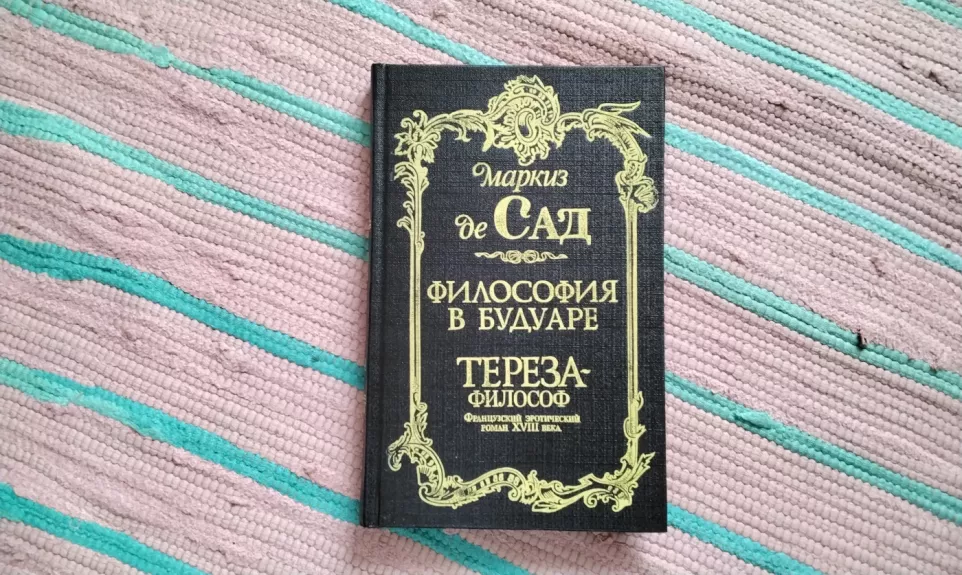 Маркиз
де САД
ФИЛОСОФИЯ
В БУДУАРЕ
ТЕРЕЗА-
ФИЛОСОФ
Французский эротический
роман XVIII века